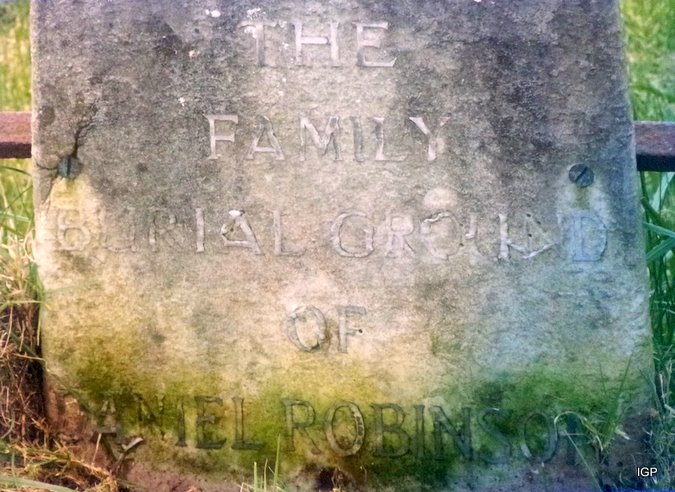 THE
FAMILY
BURIAL GROUND
OF
DANIEL ROBINSON
IGP